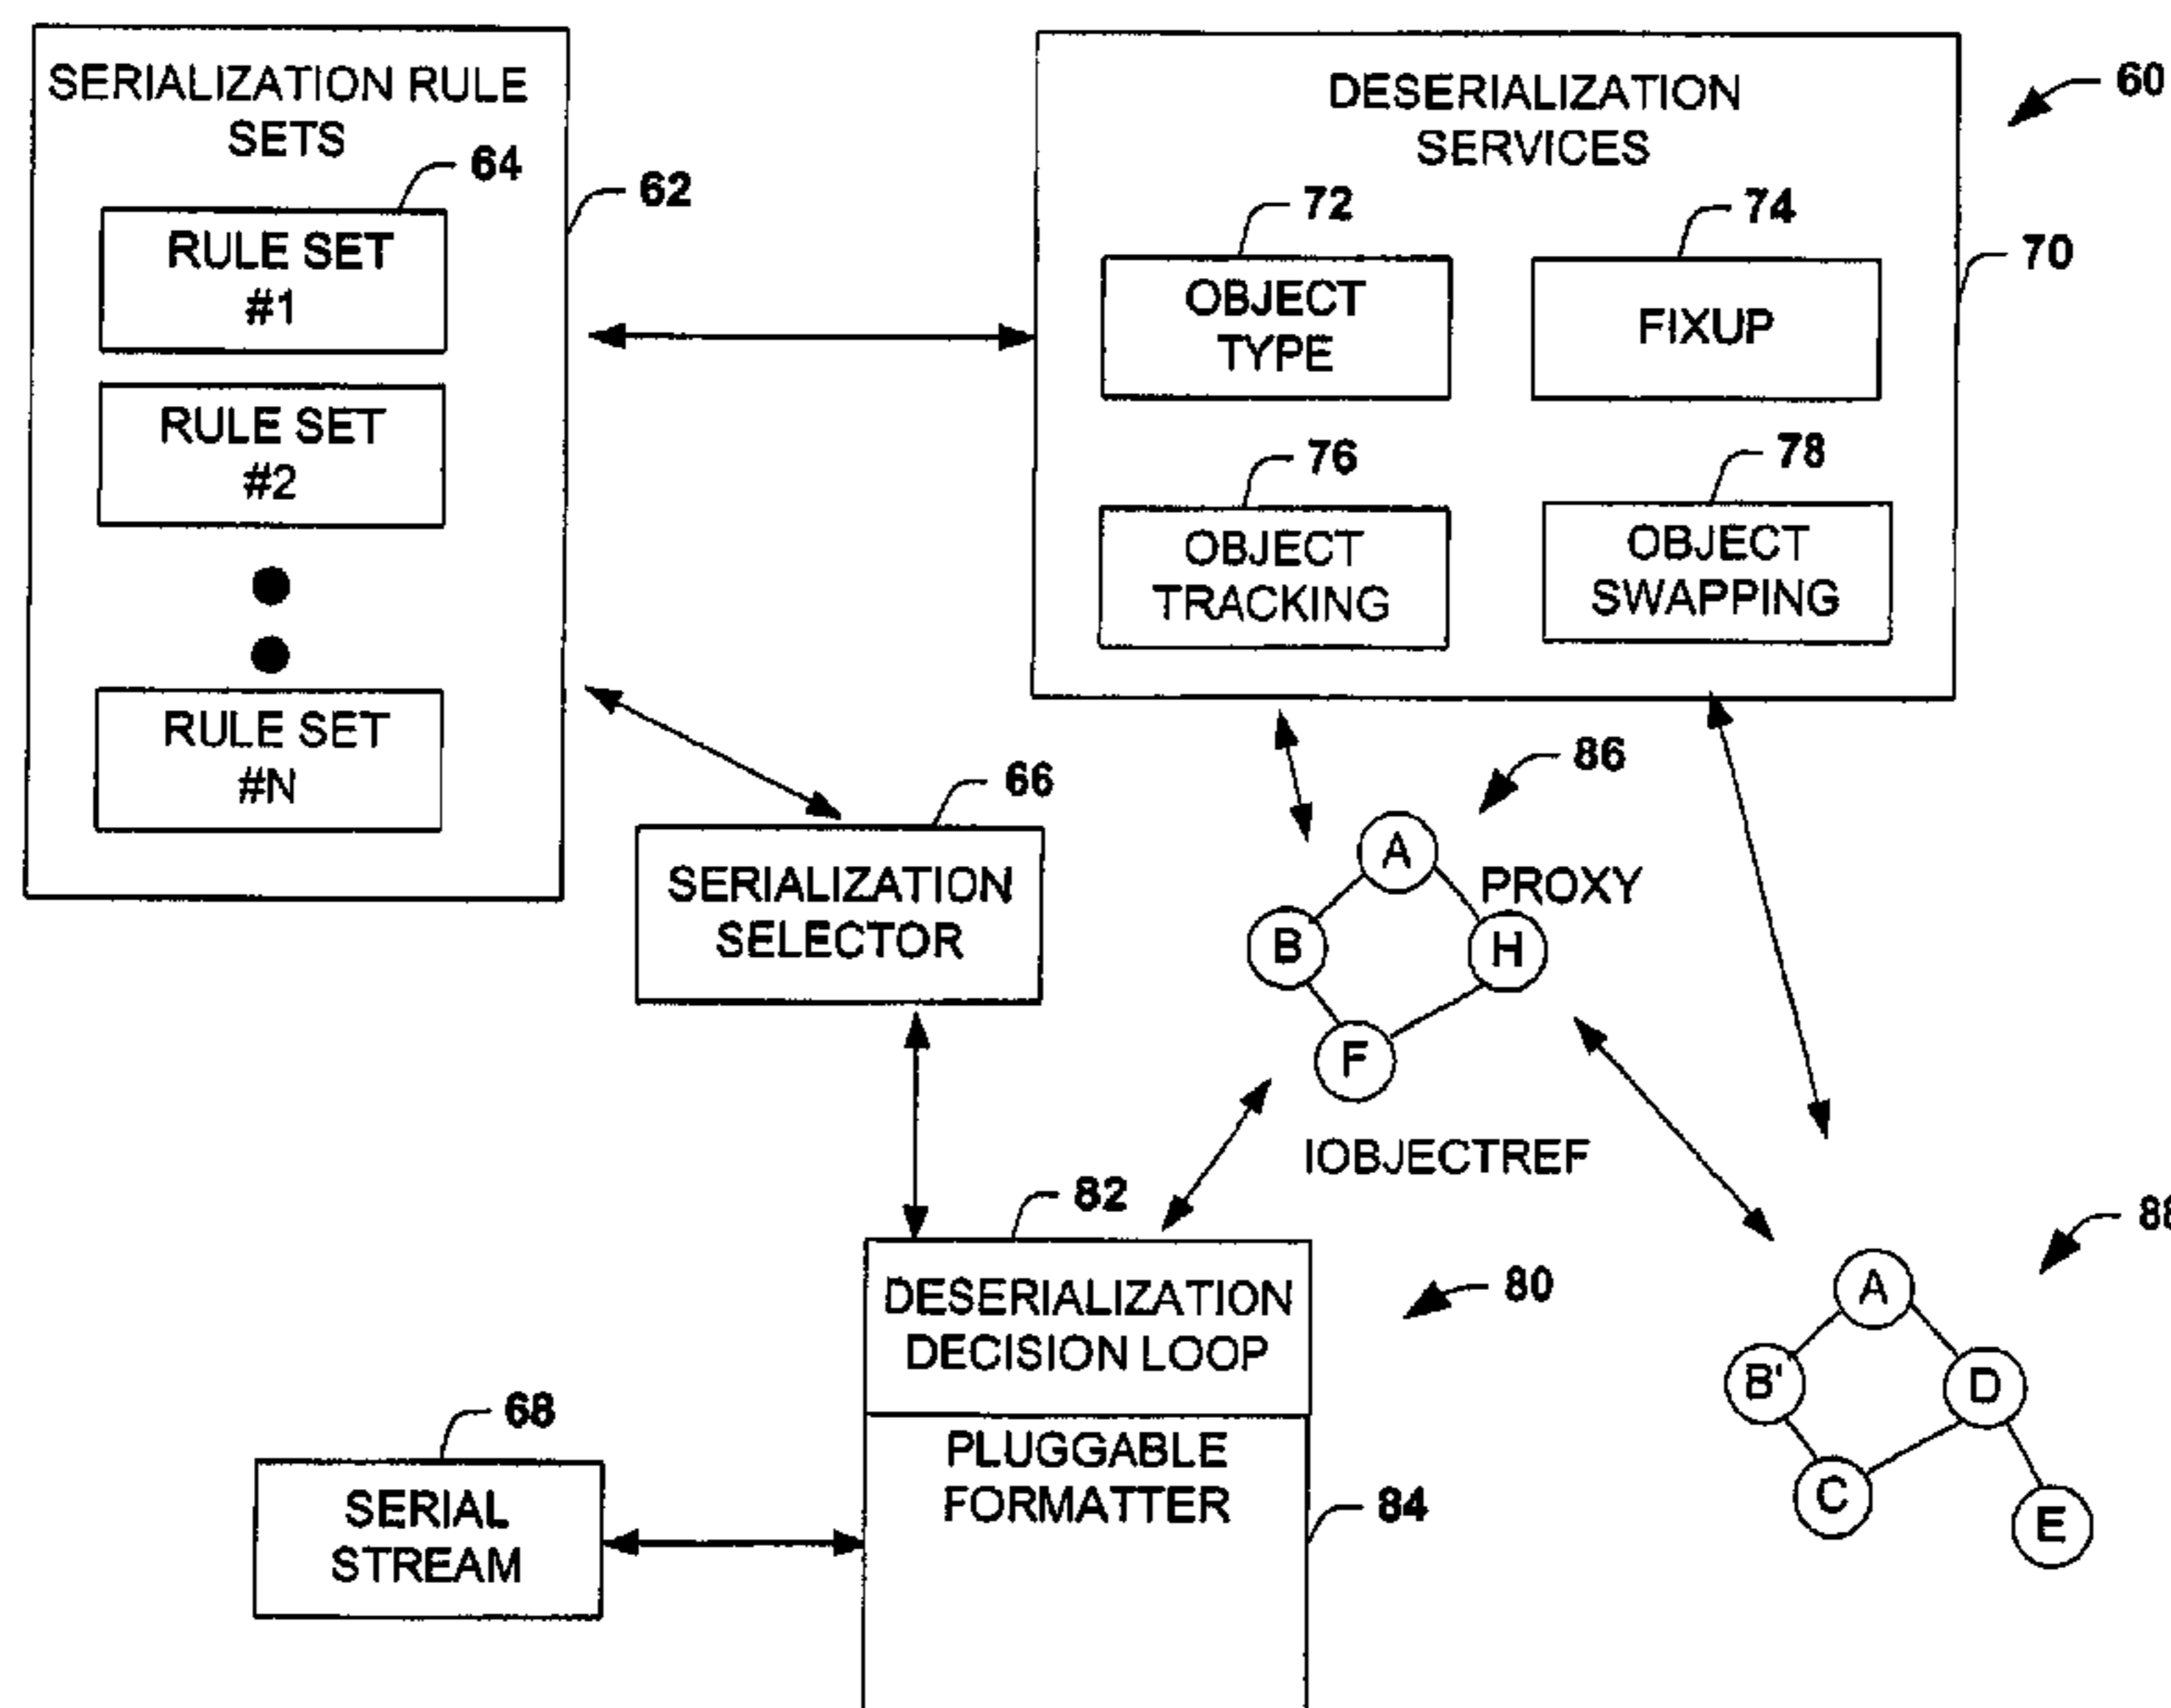 SERIALIZATION RULE
SETS
64
62
RULE SET
#1
RULE SET
#2
RULE SET
#N
DESERIALIZATION
SERVICES
60
70
72
OBJECT
TYPE
74
FIXUP
76
OBJECT
TRACKING
78
OBJECT
SWAPPING
66
SERIALIZATION
SELECTOR
86
A
PROXY
B
H
F
IOBJECTREF
82
DESERIALIZATION
DECISION LOOP
80
PLUGGABLE
FORMATTER
84
68
SERIAL
STREAM
A
B'
D
C
E